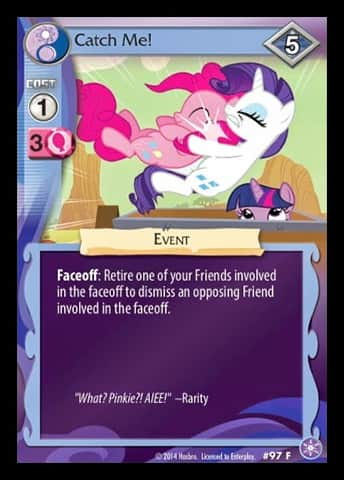 Catch Me!
5
COST
1
3
EVENT
Faceoff: Retire one of your Friends involved
in the faceoff to dismiss an opposing Friend
involved in the faceoff.
"What? Pinkie?! AIEE!" –Rarity
© 2014 Hasbro. Licensed to Enterplay. #97 F